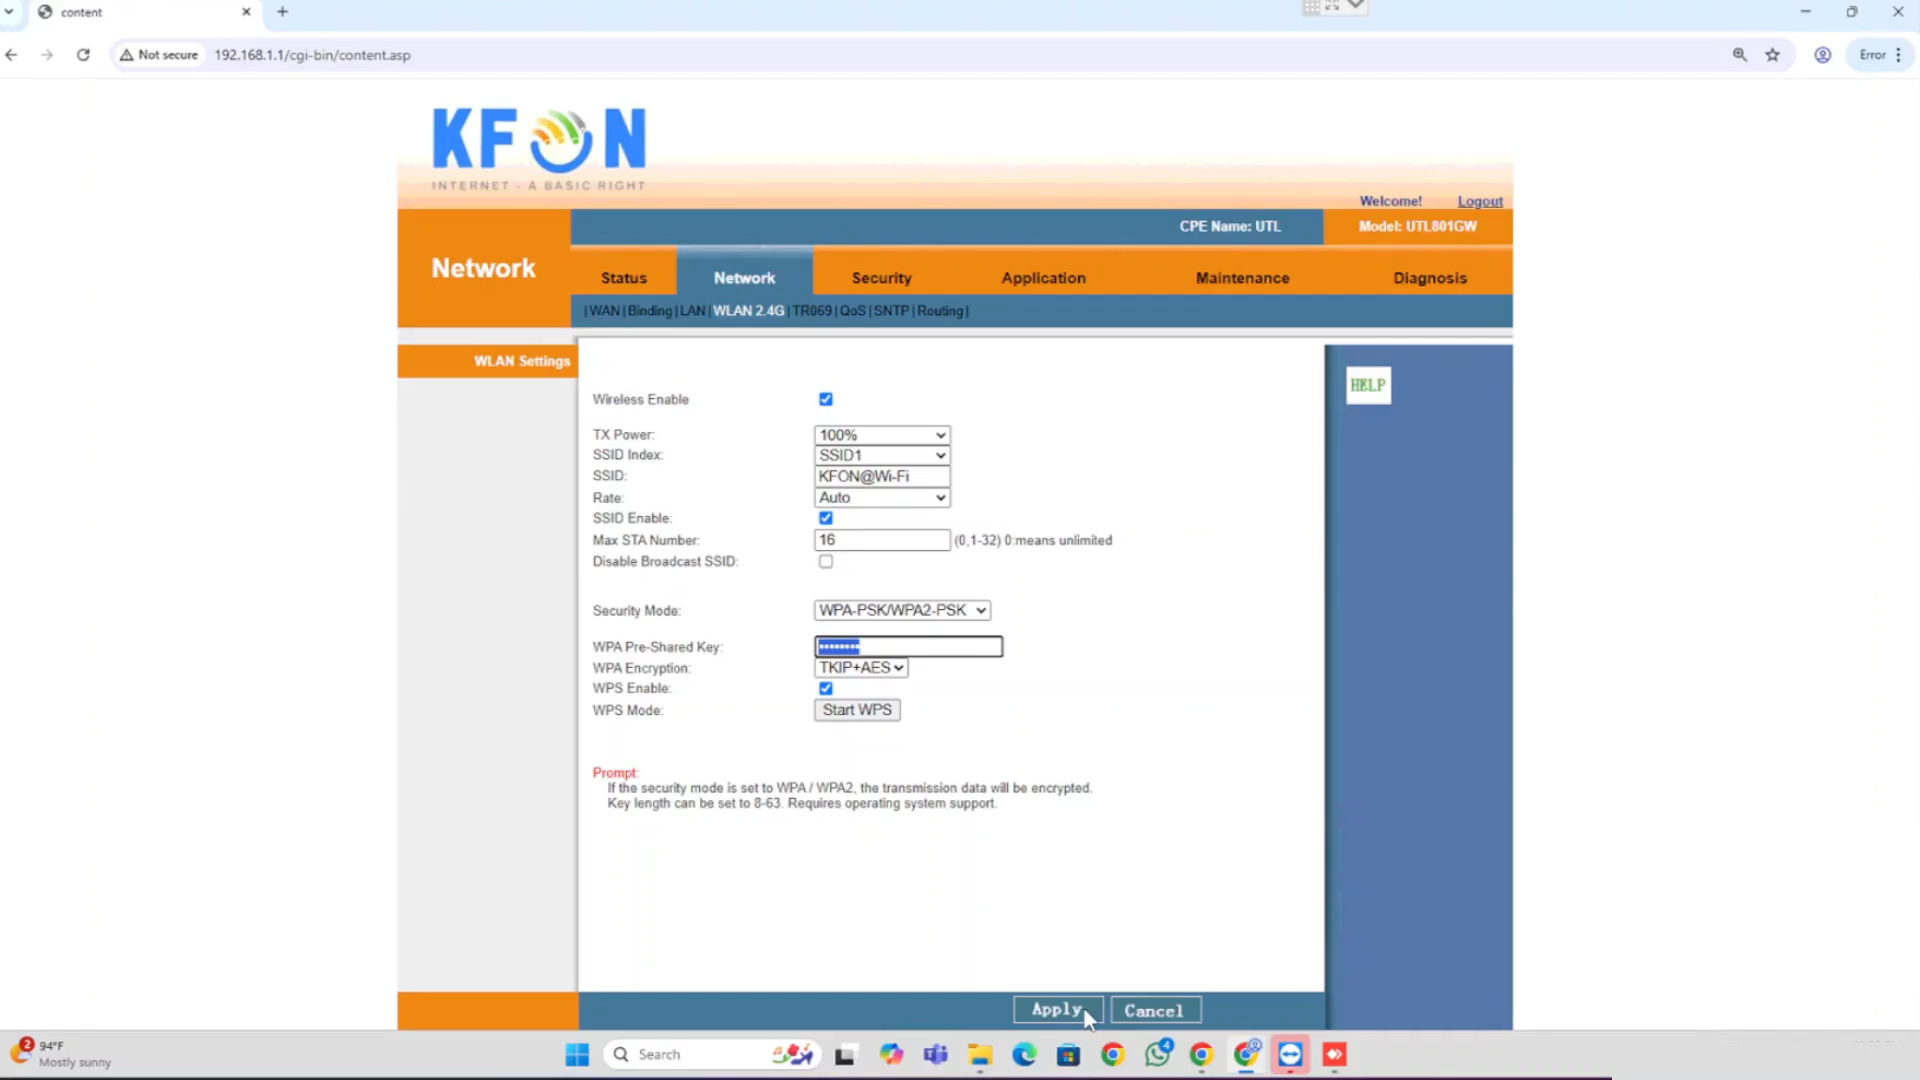 content
Not secure 192.168.1.1/cgi-bin/content.asp Error
KFON
INTERNET - A BASIC RIGHT
Welcome! Logout
CPE Name: UTL Model: UTL801GW
Network
Status Network Security Application Maintenance Diagnosis
|WAN|Binding|LAN|WLAN 2.4G|TR069|QoS|SNTP|Routing|
WLAN Settings
HELP
Wireless Enable
TX Power: 100%
SSID Index: SSID1
SSID: KFON@Wi-Fi
Rate: Auto
SSID Enable:
Max STA Number: 16 (0,1-32) 0:means unlimited
Disable Broadcast SSID:
Security Mode: WPA-PSK/WPA2-PSK
WPA Pre-Shared Key: ••••••••
WPA Encryption: TKIP+AES
WPS Enable:
WPS Mode: Start WPS
Prompt:
If the security mode is set to WPA / WPA2, the transmission data will be encrypted.
Key length can be set to 8-63. Requires operating system support.
Apply Cancel
2 94°F
Mostly sunny
Search
4